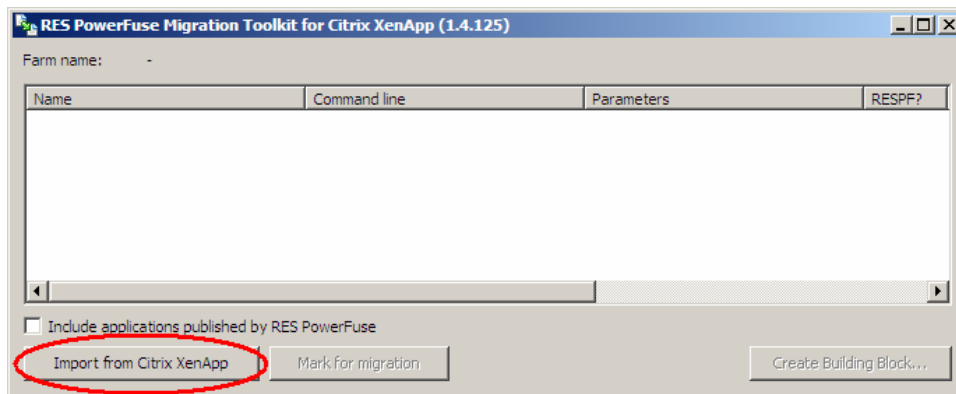 RES PowerFuse Migration Toolkit for Citrix XenApp (1.4.125)
Farm name: -
Name Command line Parameters RESPF?
Include applications published by RES PowerFuse
Import from Citrix XenApp Mark for migration Create Building Block...